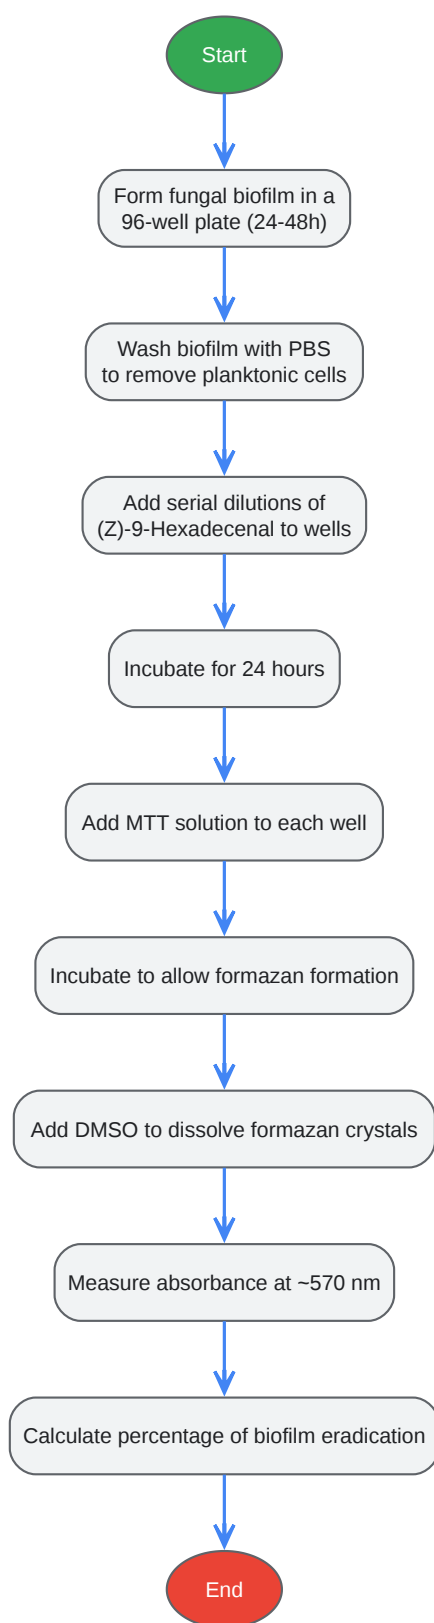 Start
Form fungal biofilm in a
96-well plate (24-48h)
Wash biofilm with PBS
to remove planktonic cells
Add serial dilutions of
(Z)-9-Hexadecenal to wells
Incubate for 24 hours
Add MTT solution to each well
Incubate to allow formazan formation
Add DMSO to dissolve formazan crystals
Measure absorbance at ~570 nm
Calculate percentage of biofilm eradication
End